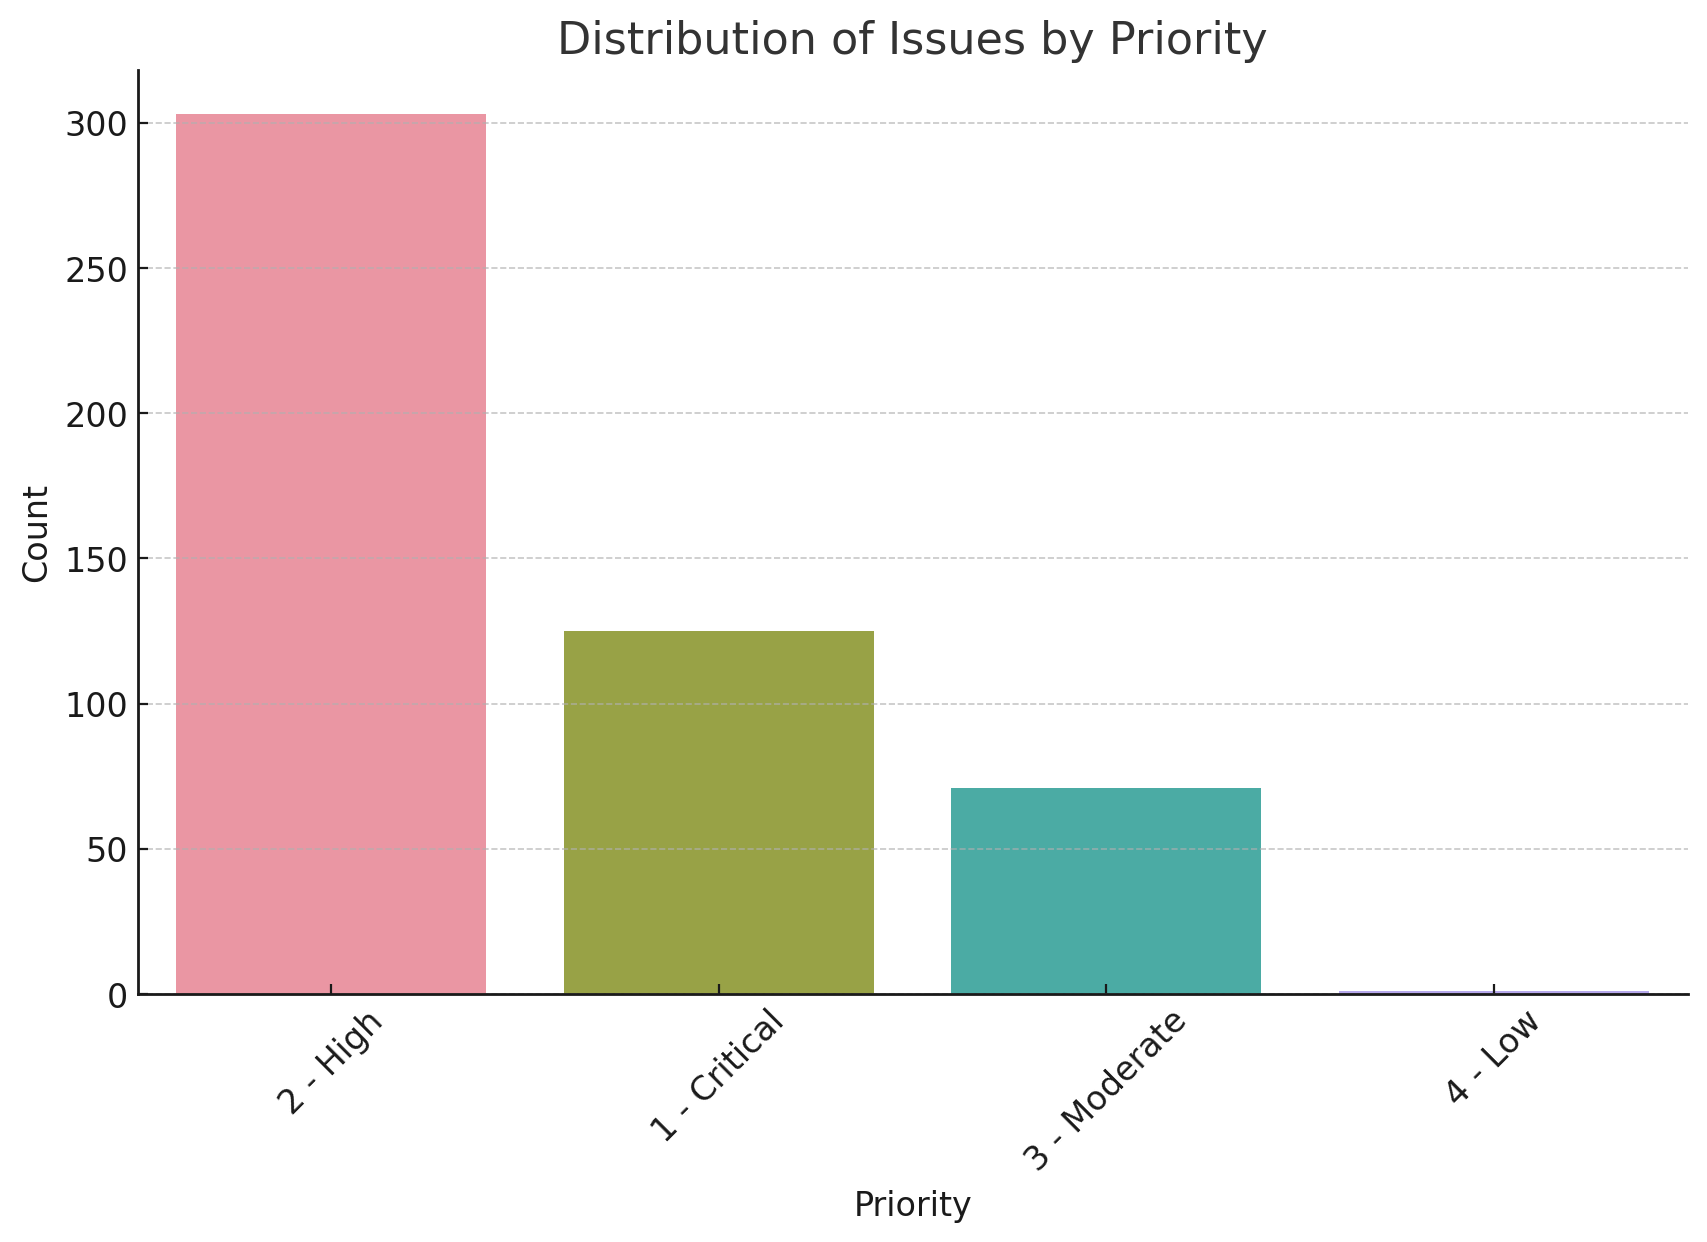 Distribution of Issues by Priority
300
250
200
150
100
50
0
Count
2 - High
1 - Critical
3 - Moderate
4 - Low
Priority